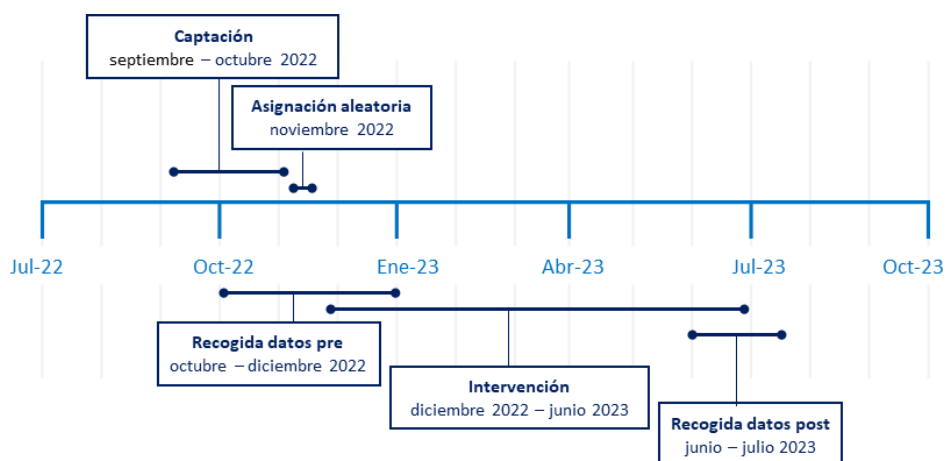 Captación
septiembre – octubre 2022
Asignación aleatoria
noviembre 2022
Jul-22
Oct-22
Ene-23
Abr-23
Jul-23
Oct-23
Recogida datos pre
octubre – diciembre 2022
Intervención
diciembre 2022 – junio 2023
Recogida datos post
junio – julio 2023